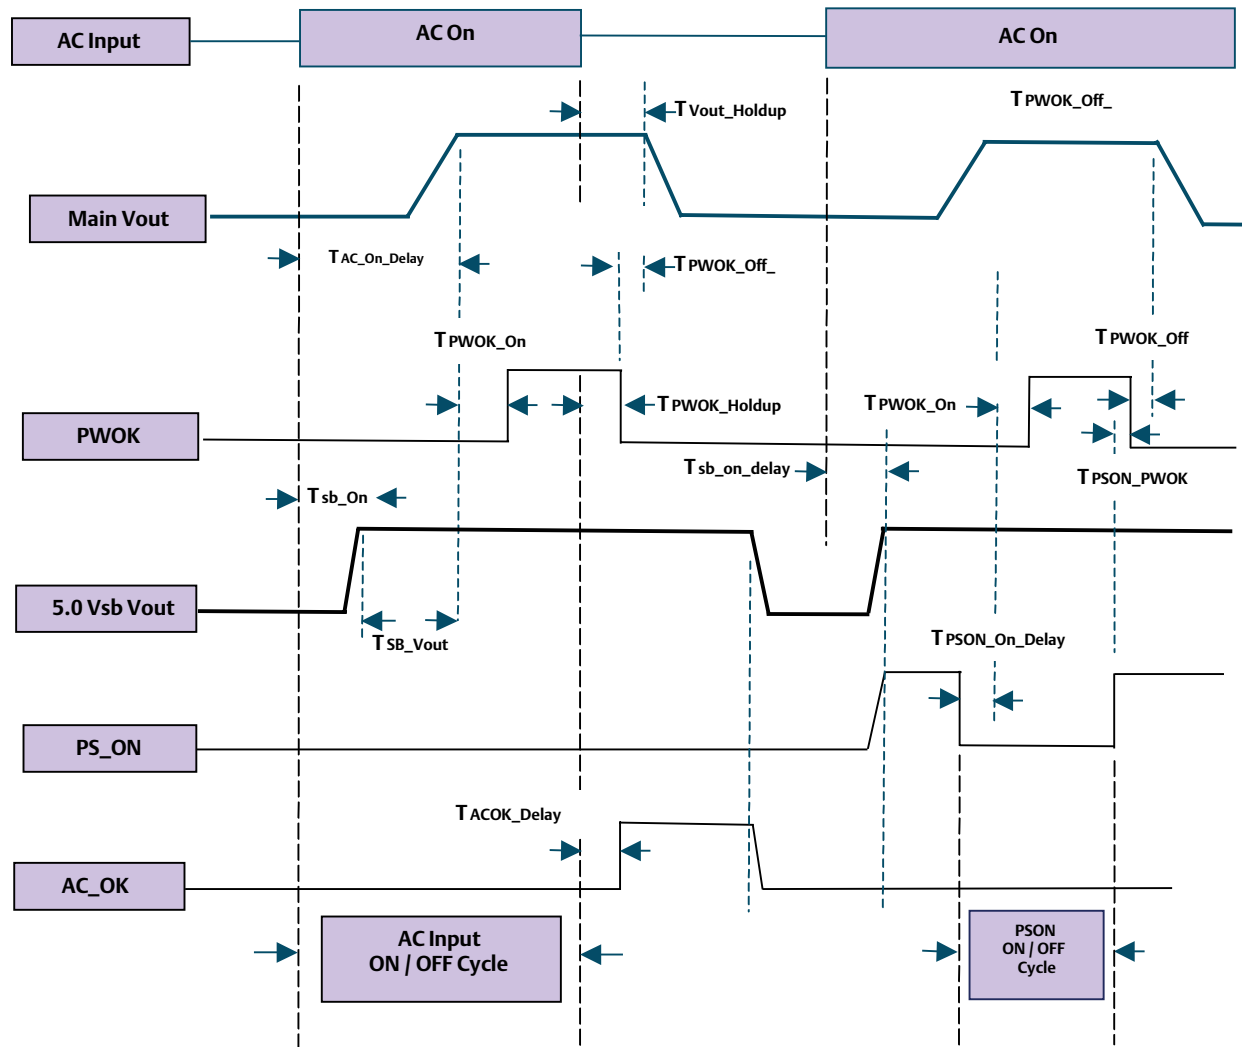 AC Input
AC On
AC On
T Vout_Holdup
T PWOK_Off_
Main Vout
T AC_On_Delay
T PWOK_Off_
T PWOK_On
T PWOK_Off
PWOK
T PWOK_Holdup
T PWOK_On
T sb_On
T sb_on_delay
T PSON_PWOK
5.0 Vsb Vout
T SB_Vout
T PSON_On_Delay
PS_ON
T ACOK_Delay
AC_OK
AC Input
ON / OFF Cycle
PSON
ON / OFF
Cycle